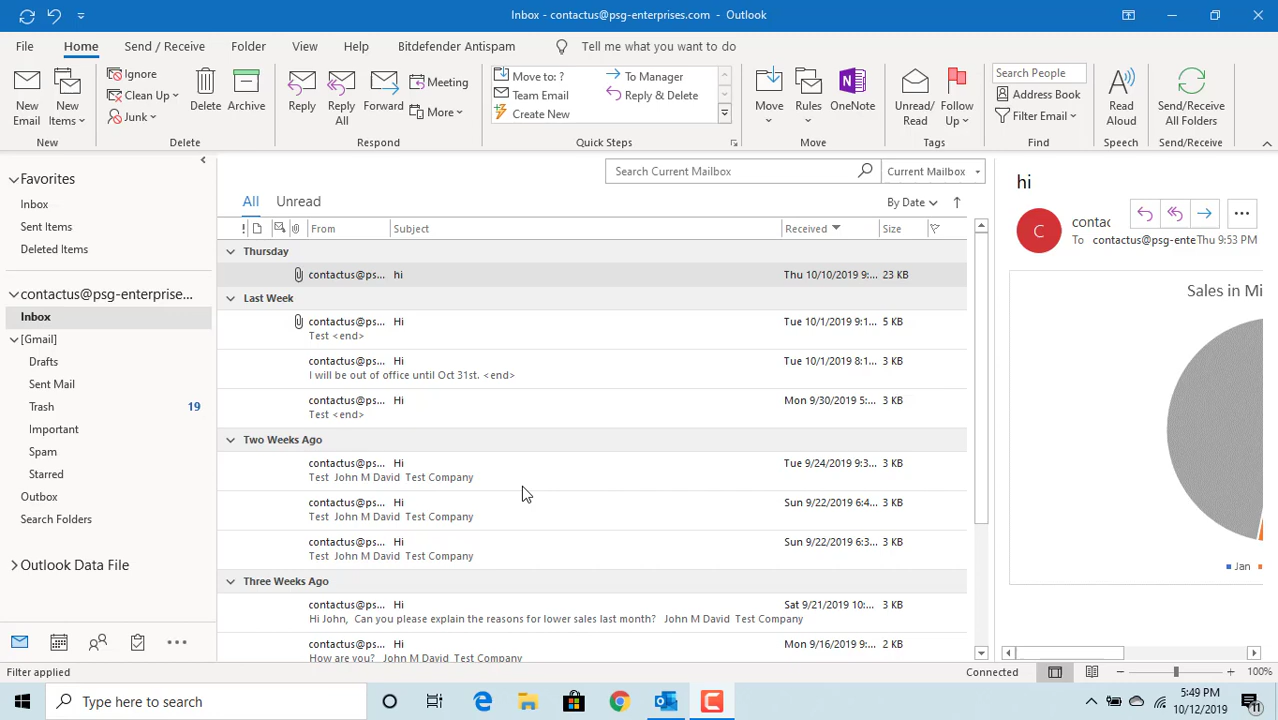 Inbox - contactus@psg-enterprises.com - Outlook
File Home Send / Receive Folder View Help Bitdefender Antispam Tell me what you want to do
New Email
New Items
New
Ignore
Clean Up
Junk
Delete
Archive
Delete
Reply
Reply All
Forward
Meeting
More
Respond
Move to: ?
To Manager
Team Email
Reply & Delete
Create New
Quick Steps
Move
Rules
OneNote
Move
Unread/ Read
Follow Up
Tags
Search People
Address Book
Filter Email
Find
Read Aloud
Speech
Send/Receive All Folders
Send/Receive
Favorites
Inbox
Sent Items
Deleted Items
contactus@psg-enterprise...
Inbox
[Gmail]
Drafts
Sent Mail
Trash 19
Important
Spam
Starred
Outbox
Search Folders
Outlook Data File
Search Current Mailbox Current Mailbox
All Unread By Date
! From Subject Received Size
Thursday
contactus@ps... hi Thu 10/10/2019 9:... 23 KB
Last Week
contactus@ps... Hi Tue 10/1/2019 9:1... 5 KB
Test <end>
contactus@ps... Hi Tue 10/1/2019 8:1... 3 KB
I will be out of office until Oct 31st. <end>
contactus@ps... Hi Mon 9/30/2019 5:... 3 KB
Test <end>
Two Weeks Ago
contactus@ps... Hi Tue 9/24/2019 9:3... 3 KB
Test John M David Test Company
contactus@ps... Hi Sun 9/22/2019 6:4... 3 KB
Test John M David Test Company
contactus@ps... Hi Sun 9/22/2019 6:3... 3 KB
Test John M David Test Company
Three Weeks Ago
contactus@ps... Hi Sat 9/21/2019 10:... 3 KB
Hi John, Can you please explain the reasons for lower sales last month? John M David Test Company
contactus@ps... Hi Mon 9/16/2019 ... 2 KB
How are you? John M David Test Company
hi
C
contac
To contactus@psg-ente Thu 9:53 PM
Sales in Mi
Jan
Filter applied Connected 100%
Type here to search
5:49 PM
10/12/2019
11